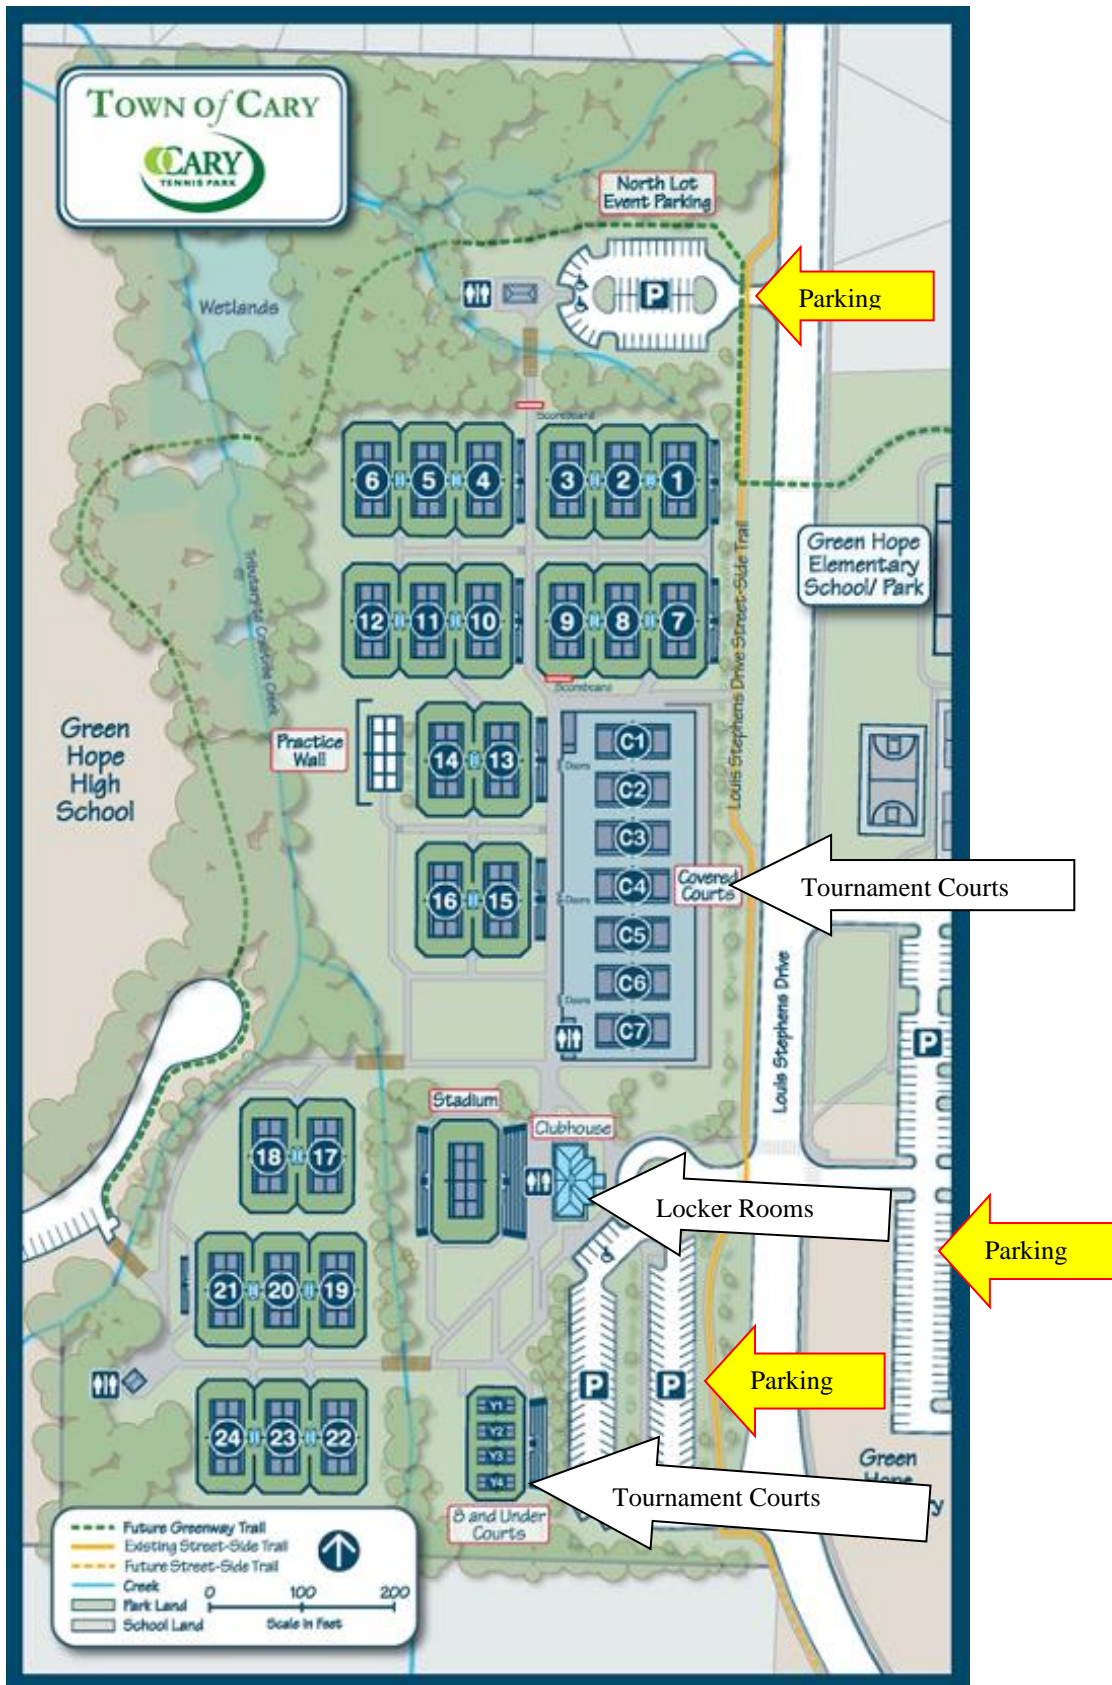 TOWN of CARY
CARY
TENNIS PARK
North Lot
Event Parking
P
Parking
Wetlands
Scoreboard
6
5
4
3
2
1
Green Hope
Elementary
School/ Park
Louis Stephens Drive Street-Side Trail
12
11
10
9
8
7
Scoreboard
Green
Hope
High
School
Practice
Wall
14
13
C1
Doors
C2
C3
16
15
C4
Doors
Covered
Courts
Tournament Courts
C5
C6
Doors
C7
Louis Stephens Drive
P
Stadium
Clubhouse
18
17
Locker Rooms
Parking
21
20
19
P
P
Parking
24
23
22
Y1
Y2
Y3
Y4
Green
Tournament Courts
8 and Under
Courts
Future Greenway Trail
Existing Street-Side Trail
Future Street-Side Trail
Creek
Park Land
School Land
0 100 200
Scale in Feet